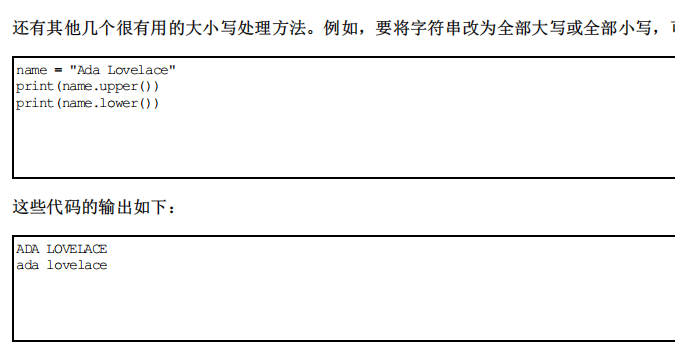 还有其他几个很有用的大小写处理方法。例如，要将字符串改为全部大写或全部小写，
name = "Ada Lovelace"
print(name.upper())
print(name.lower())
这些代码的输出如下：
ADA LOVELACE
ada lovelace